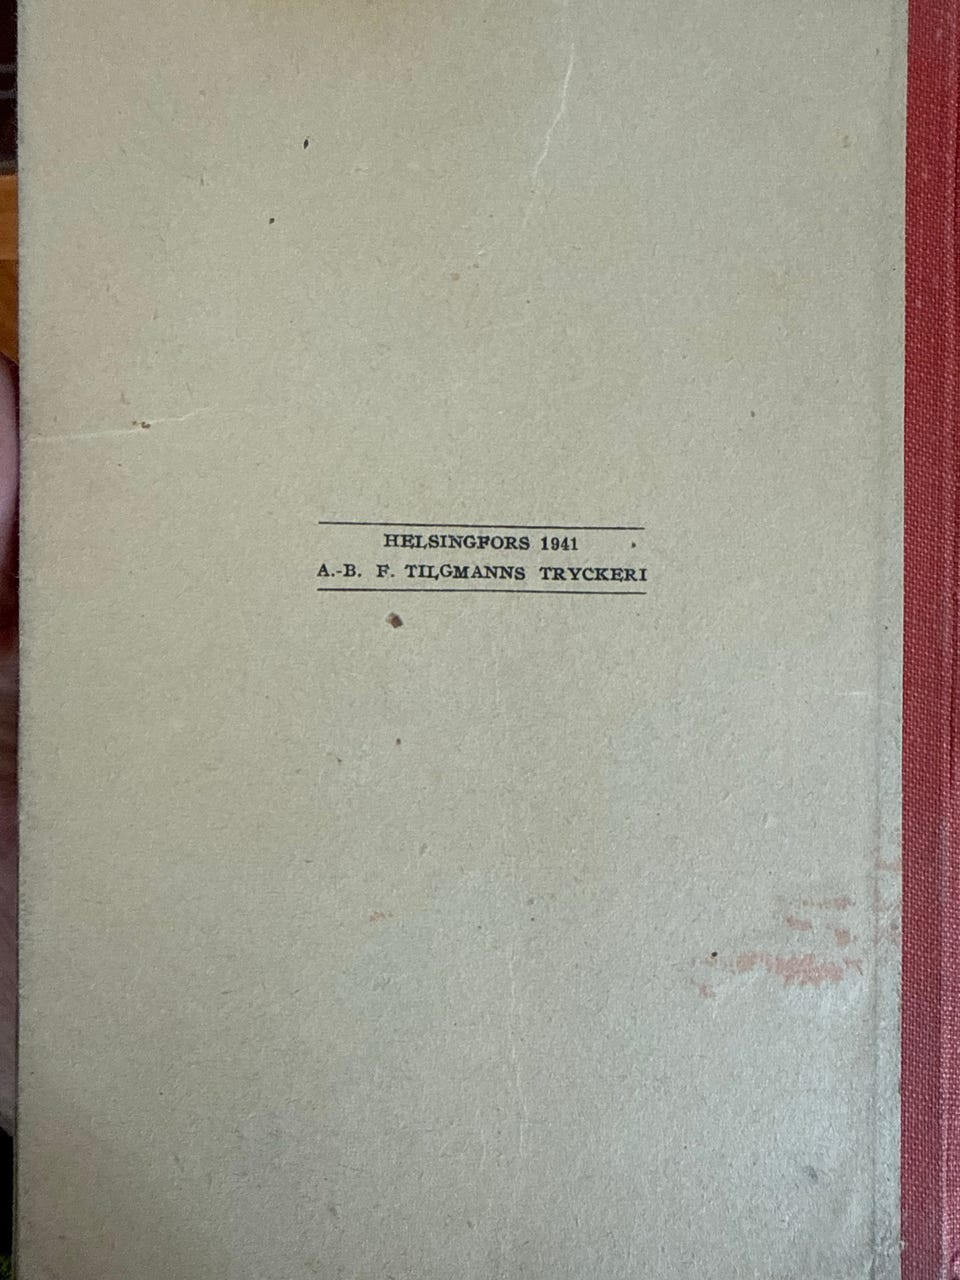 HELSINGFORS 1941
A.-B. F. TILGMANNS TRYCKERI